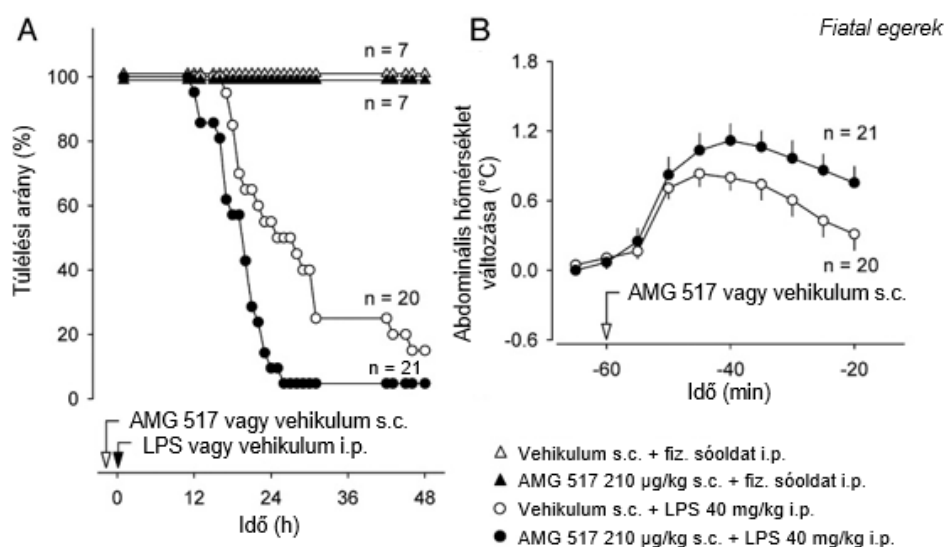 A
B
Fiatal egerek
n = 7
n = 7
n = 20
n = 21
100
80
60
40
20
0
Túlélési arány (%)
AMG 517 vagy vehikulum s.c.
LPS vagy vehikulum i.p.
0
12
24
36
48
Idő (h)
1.8
1.2
0.6
0.0
-0.6
Abdominális hőmérséklet
változása (°C)
n = 21
n = 20
AMG 517 vagy vehikulum s.c.
-60
-40
-20
Idő (min)
Vehikulum s.c. + fiz. sóoldat i.p.
AMG 517 210 µg/kg s.c. + fiz. sóoldat i.p.
Vehikulum s.c. + LPS 40 mg/kg i.p.
AMG 517 210 µg/kg s.c. + LPS 40 mg/kg i.p.